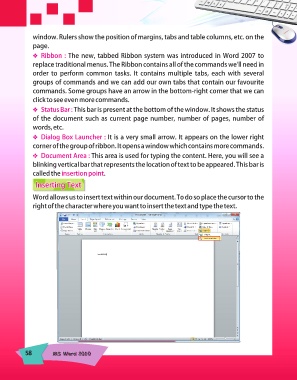 window. Rulers show the position of margins, tabs and table columns, etc. on the
page.
❖ Ribbon : The new, tabbed Ribbon system was introduced in Word 2007 to
replace traditional menus. The Ribbon contains all of the commands we'll need in
order to perform common tasks. It contains multiple tabs, each with several
groups of commands and we can add our own tabs that contain our favourite
commands. Some groups have an arrow in the bottom-right corner that we can
click to see even more commands.
❖ Status Bar : This bar is present at the bottom of the window. It shows the status
of the document such as current page number, number of pages, number of
words, etc.
❖ Dialog Box Launcher : It is a very small arrow. It appears on the lower right
corner of the group of ribbon. It opens a window which contains more commands.
❖ Document Area : This area is used for typing the content. Here, you will see a
blinking vertical bar that represents the location of text to be appeared. This bar is
called the insertion point.
Inserting Text
Word allows us to insert text within our document. To do so place the cursor to the
right of the character where you want to insert the text and type the text.
58 MS Word 2010